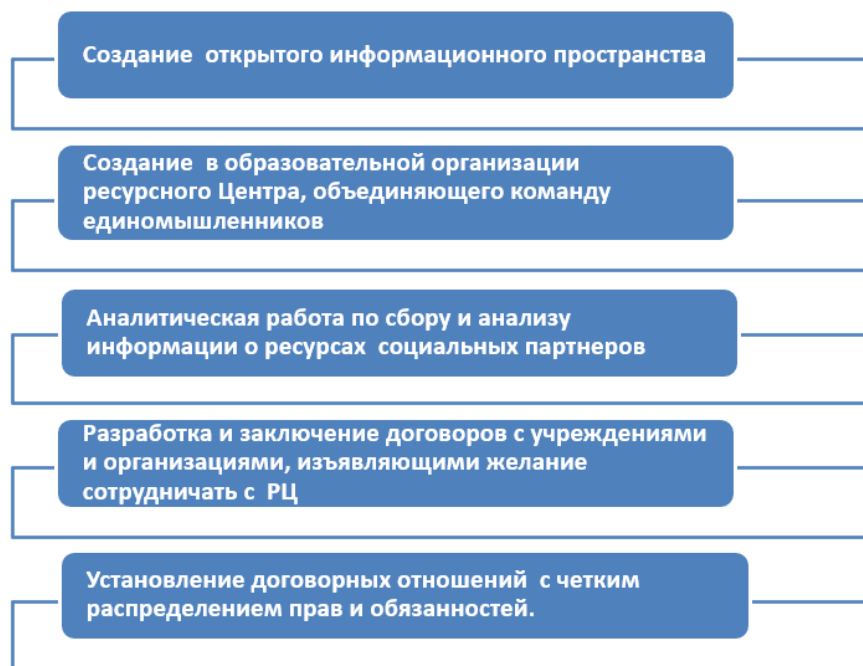 Создание открытого информационного пространства
Создание в образовательной организации
ресурсного Центра, объединяющего команду
единомышленников
Аналитическая работа по сбору и анализу
информации о ресурсах социальных партнеров
Разработка и заключение договоров с учреждениями
и организациями, изъявляющими желание
сотрудничать с РЦ
Установление договорных отношений с четким
распределением прав и обязанностей.